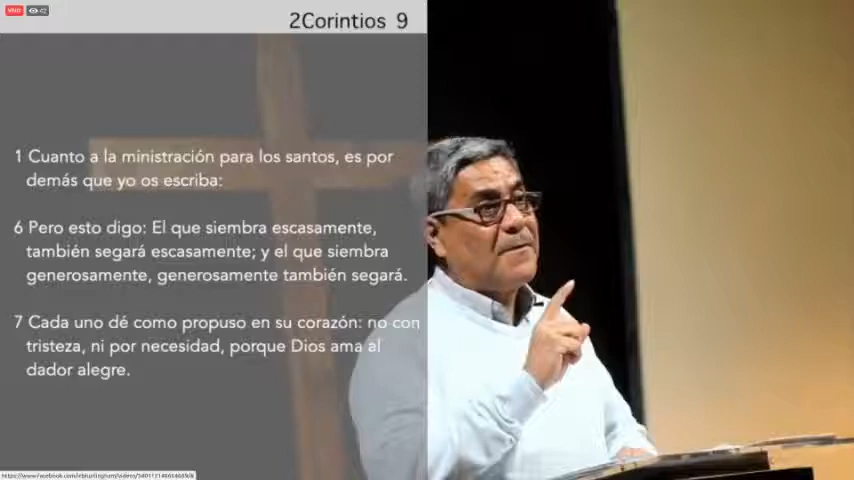 VIVO 42
2Corintios 9
1 Cuanto a la ministración para los santos, es por
demás que yo os escriba:
6 Pero esto digo: El que siembra escasamente,
también segará escasamente; y el que siembra
generosamente, generosamente también segará.
7 Cada uno dé como propuso en su corazón: no con
tristeza, ni por necesidad, porque Dios ama al
dador alegre.